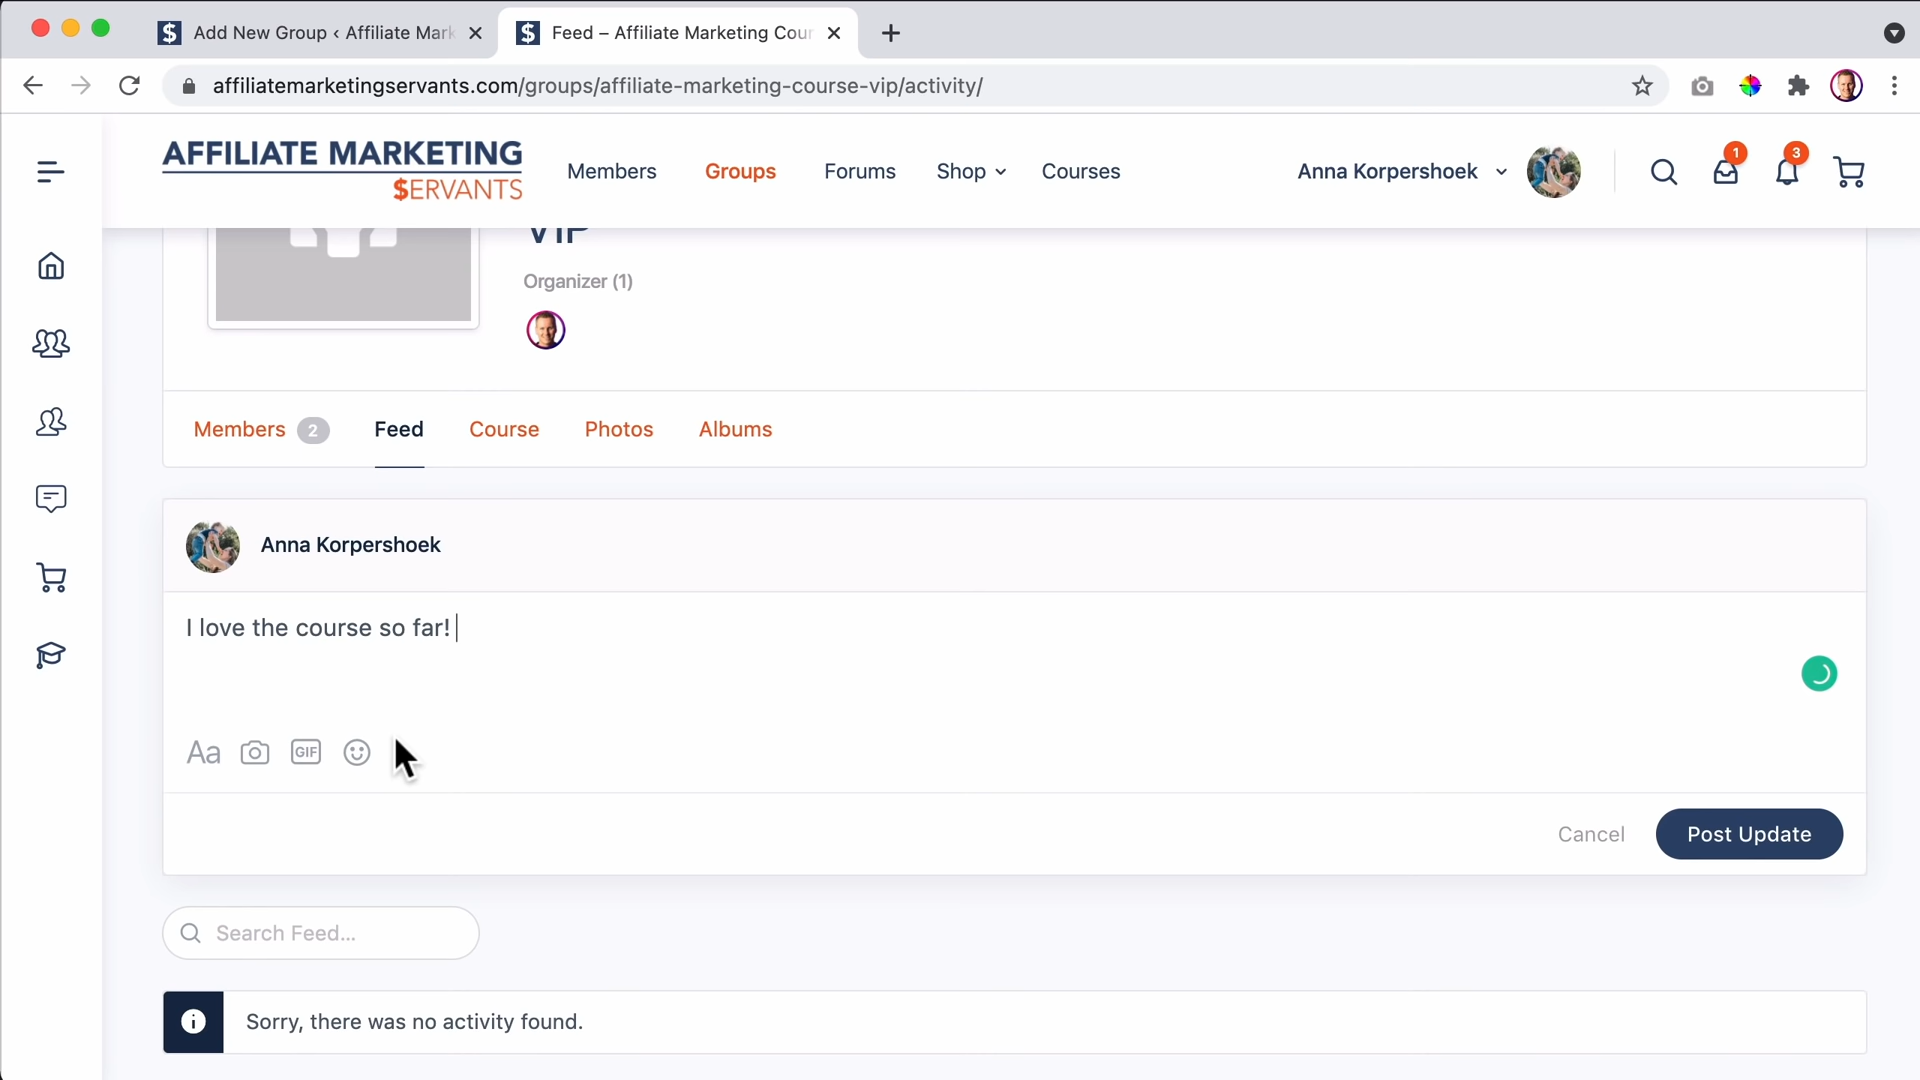 Add New Group ‹ Affiliate Mark
Feed – Affiliate Marketing Cour
affiliatemarketingservants.com/groups/affiliate-marketing-course-vip/activity/
AFFILIATE MARKETING
$ERVANTS
Members
Groups
Forums
Shop
Courses
Anna Korpershoek
1
3
VIP
Organizer (1)
Members 2
Feed
Course
Photos
Albums
Anna Korpershoek
I love the course so far!
Aa
GIF
Cancel
Post Update
Search Feed...
Sorry, there was no activity found.